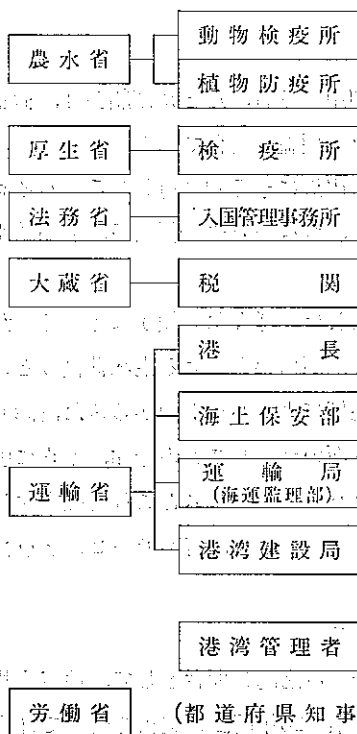 農水省
動物検疫所
植物防疫所
厚生省
検疫所
法務省
入国管理事務所
大蔵省
税関
運輸省
港長
海上保安部
運輸局
(海運監理部)
港湾建設局
港湾管理者
労働省
(都道府県知事